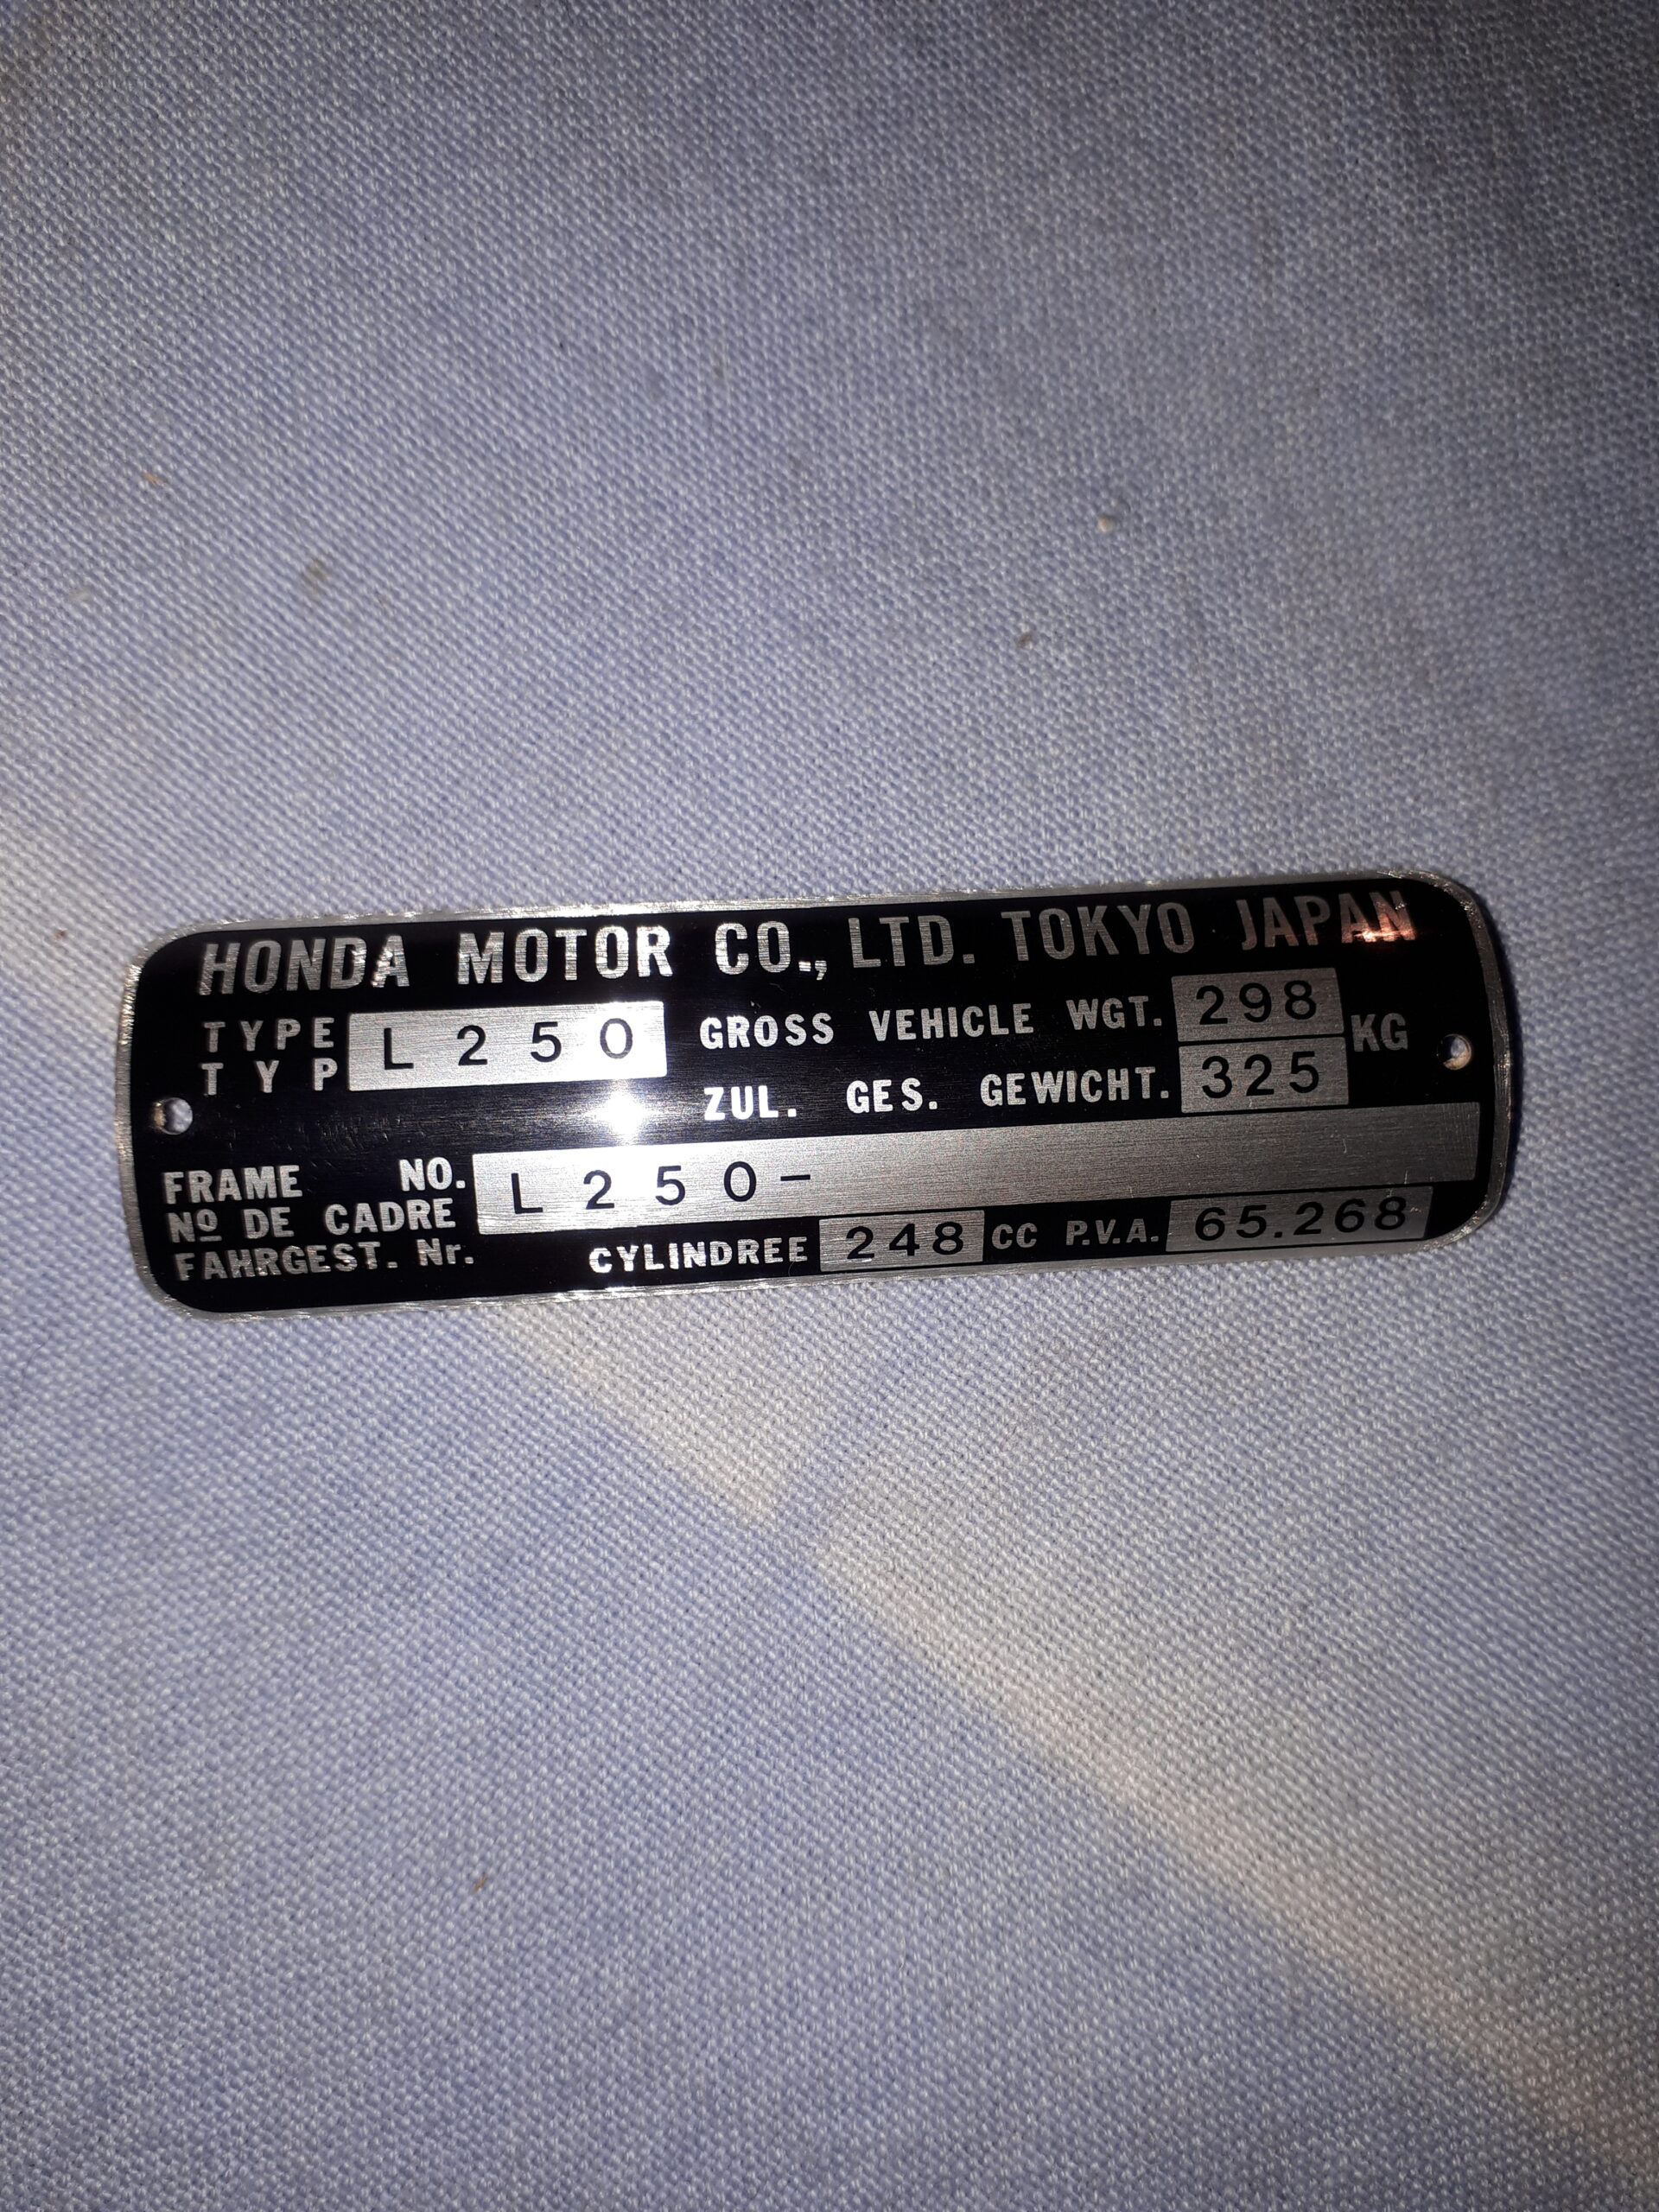 HONDA MOTOR CO., LTD. TOKYO JAPAN
TYPE
TYP
L 2 5 0
GROSS VEHICLE WGT. 298
ZUL. GES. GEWICHT. 325
KG
FRAME NO.
Nº DE CADRE
FAHRGEST. Nr.
L 2 5 0 -
CYLINDREE 248 CC P.V.A. 65.268